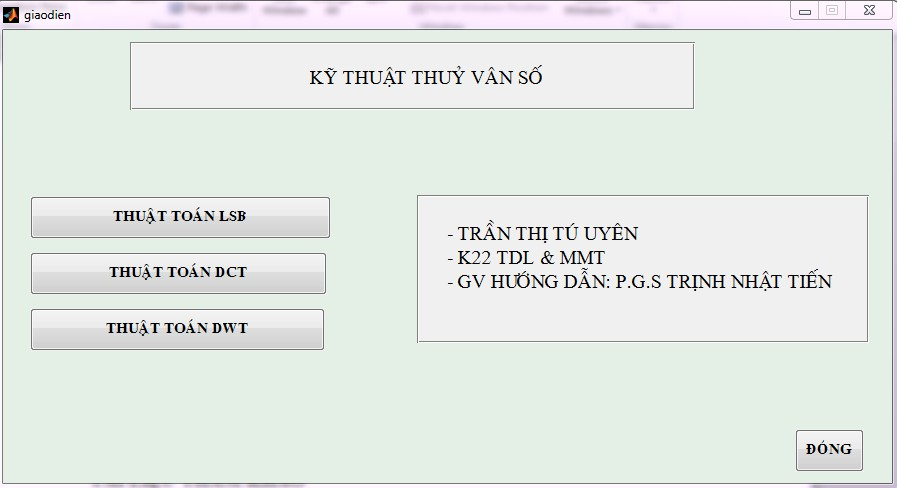 giaodien
KỸ THUẬT THUỶ VÂN SỐ
THUẬT TOÁN LSB
THUẬT TOÁN DCT
THUẬT TOÁN DWT
- TRẦN THỊ TÚ UYÊN
- K22 TDL & MMT
- GV HƯỚNG DẪN: P.G.S TRỊNH NHẬT TIẾN
ĐÓNG